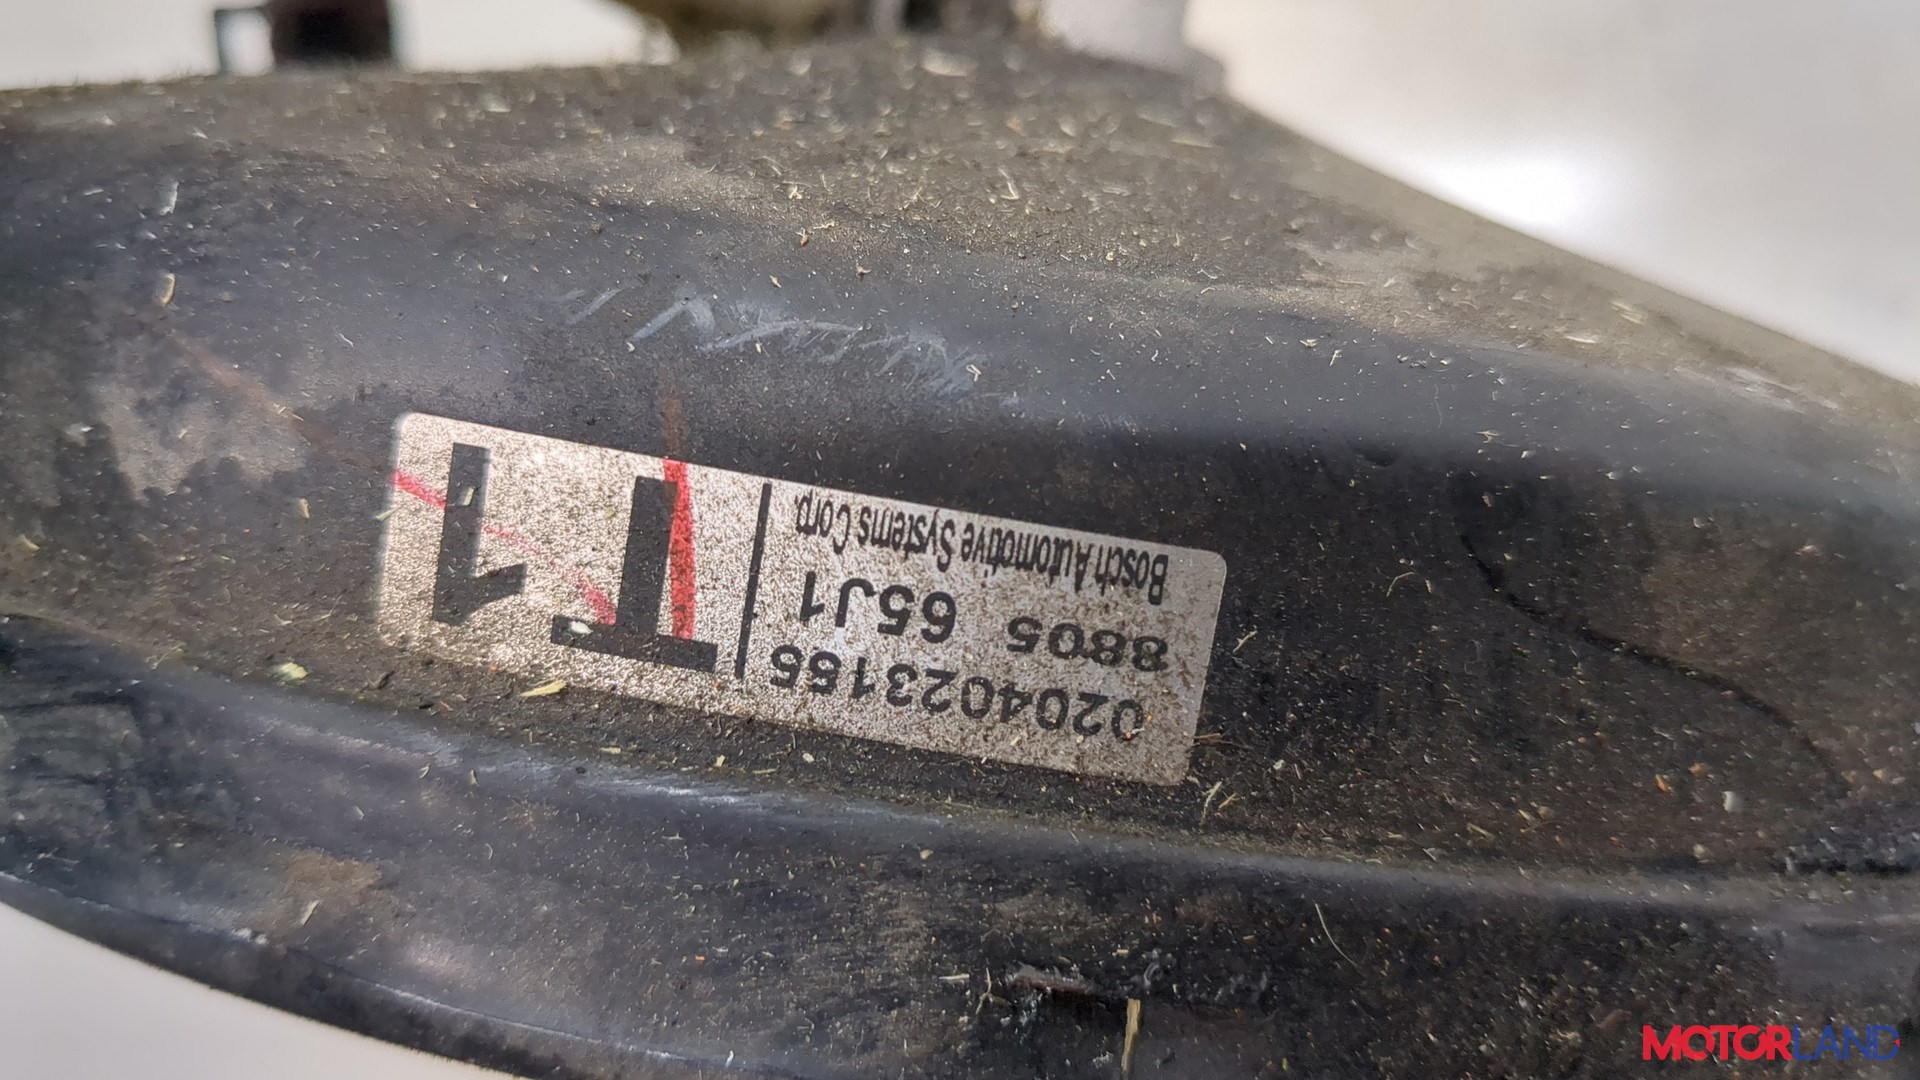 0204023155
8805 65J1
Bosch Automotive Systems Corp.
T1
MOTORLAND